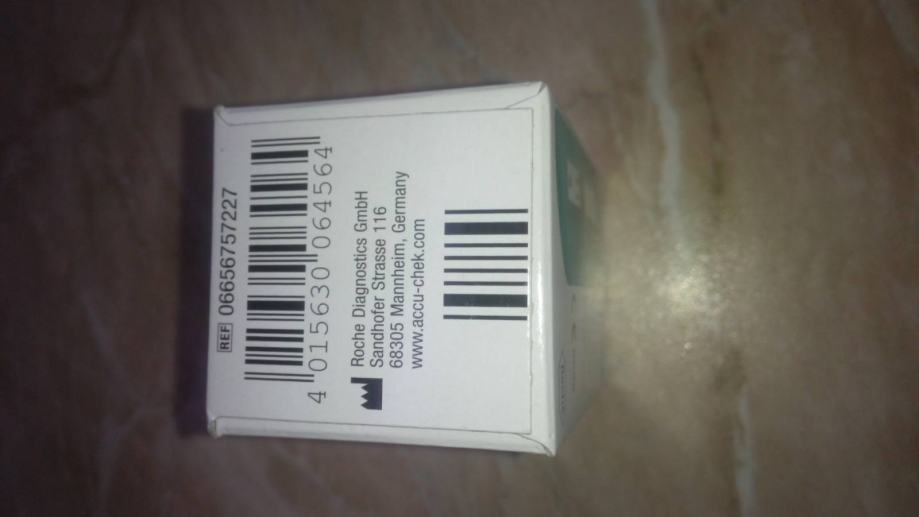 REF 06656757227
4 015630 064564
Roche Diagnostics GmbH
Sandhofer Strasse 116
68305 Mannheim, Germany
www.accu-chek.com